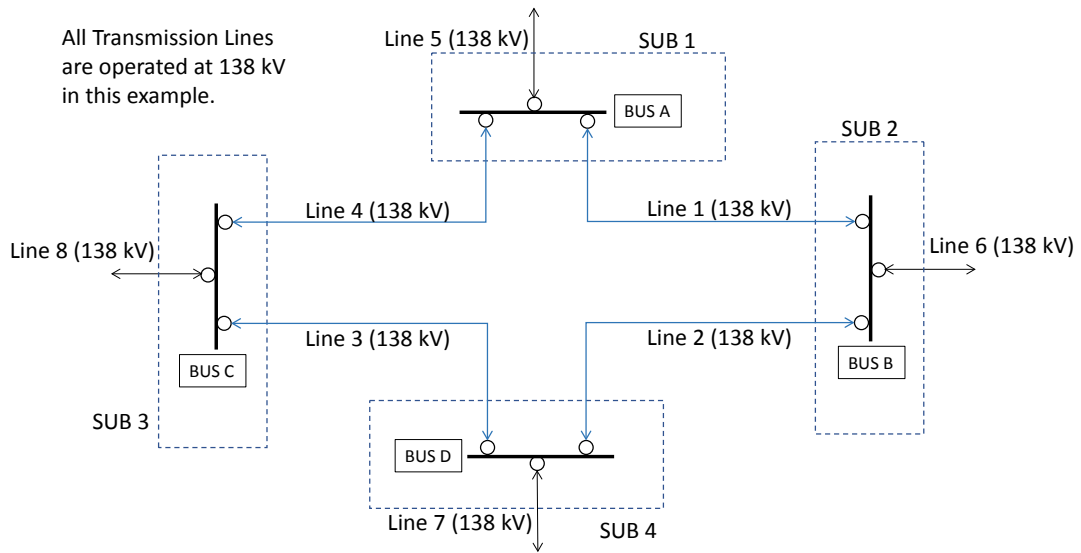 All Transmission Lines
are operated at 138 kV
in this example.
Line 5 (138 kV)
SUB 1
BUS A
SUB 2
Line 4 (138 kV)
Line 1 (138 kV)
Line 8 (138 kV)
Line 6 (138 kV)
Line 3 (138 kV)
Line 2 (138 kV)
BUS C
BUS B
SUB 3
BUS D
Line 7 (138 kV)
SUB 4